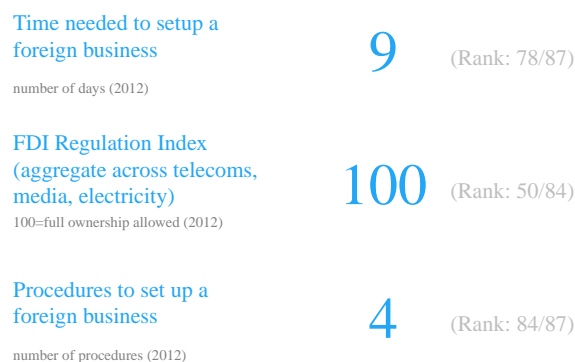 Time needed to setup a
foreign business
9
(Rank: 78/87)
number of days (2012)
FDI Regulation Index
(aggregate across telecoms,
media, electricity)
100
(Rank: 50/84)
100=full ownership allowed (2012)
Procedures to set up a
foreign business
4
(Rank: 84/87)
number of procedures (2012)